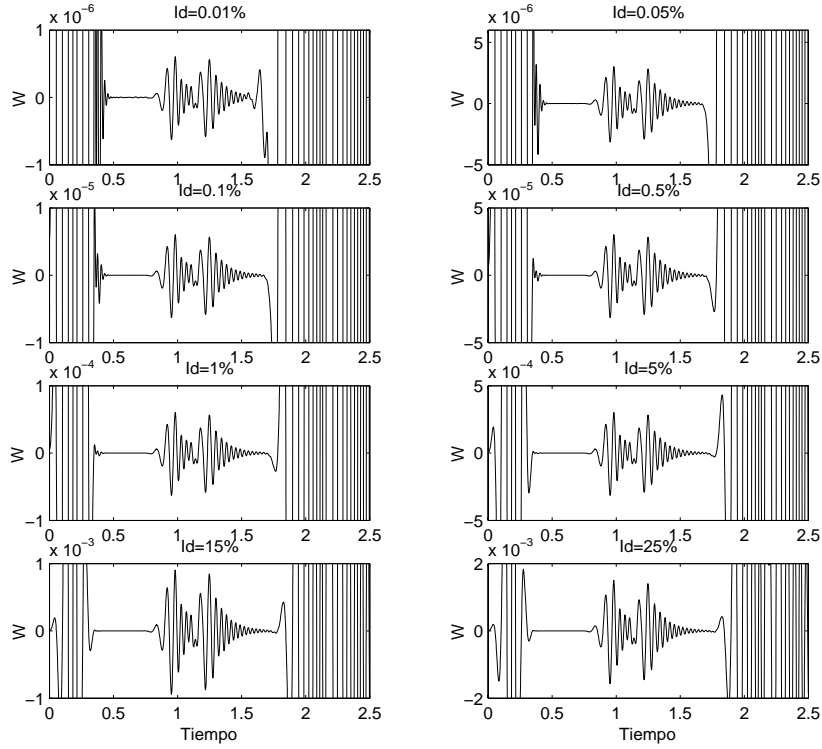 x 10⁻⁶ Id=0.01%
1
0
−1
W
0 0.5 1 1.5 2 2.5
x 10⁻⁶ Id=0.05%
5
0
−5
W
0 0.5 1 1.5 2 2.5
x 10⁻⁵ Id=0.1%
1
0
−1
W
0 0.5 1 1.5 2 2.5
x 10⁻⁵ Id=0.5%
5
0
−5
W
0 0.5 1 1.5 2 2.5
x 10⁻⁴ Id=1%
1
0
−1
W
0 0.5 1 1.5 2 2.5
x 10⁻⁴ Id=5%
5
0
−5
W
0 0.5 1 1.5 2 2.5
x 10⁻³ Id=15%
1
0
−1
W
0 0.5 1 1.5 2 2.5
Tiempo
x 10⁻³ Id=25%
2
0
−2
W
0 0.5 1 1.5 2 2.5
Tiempo